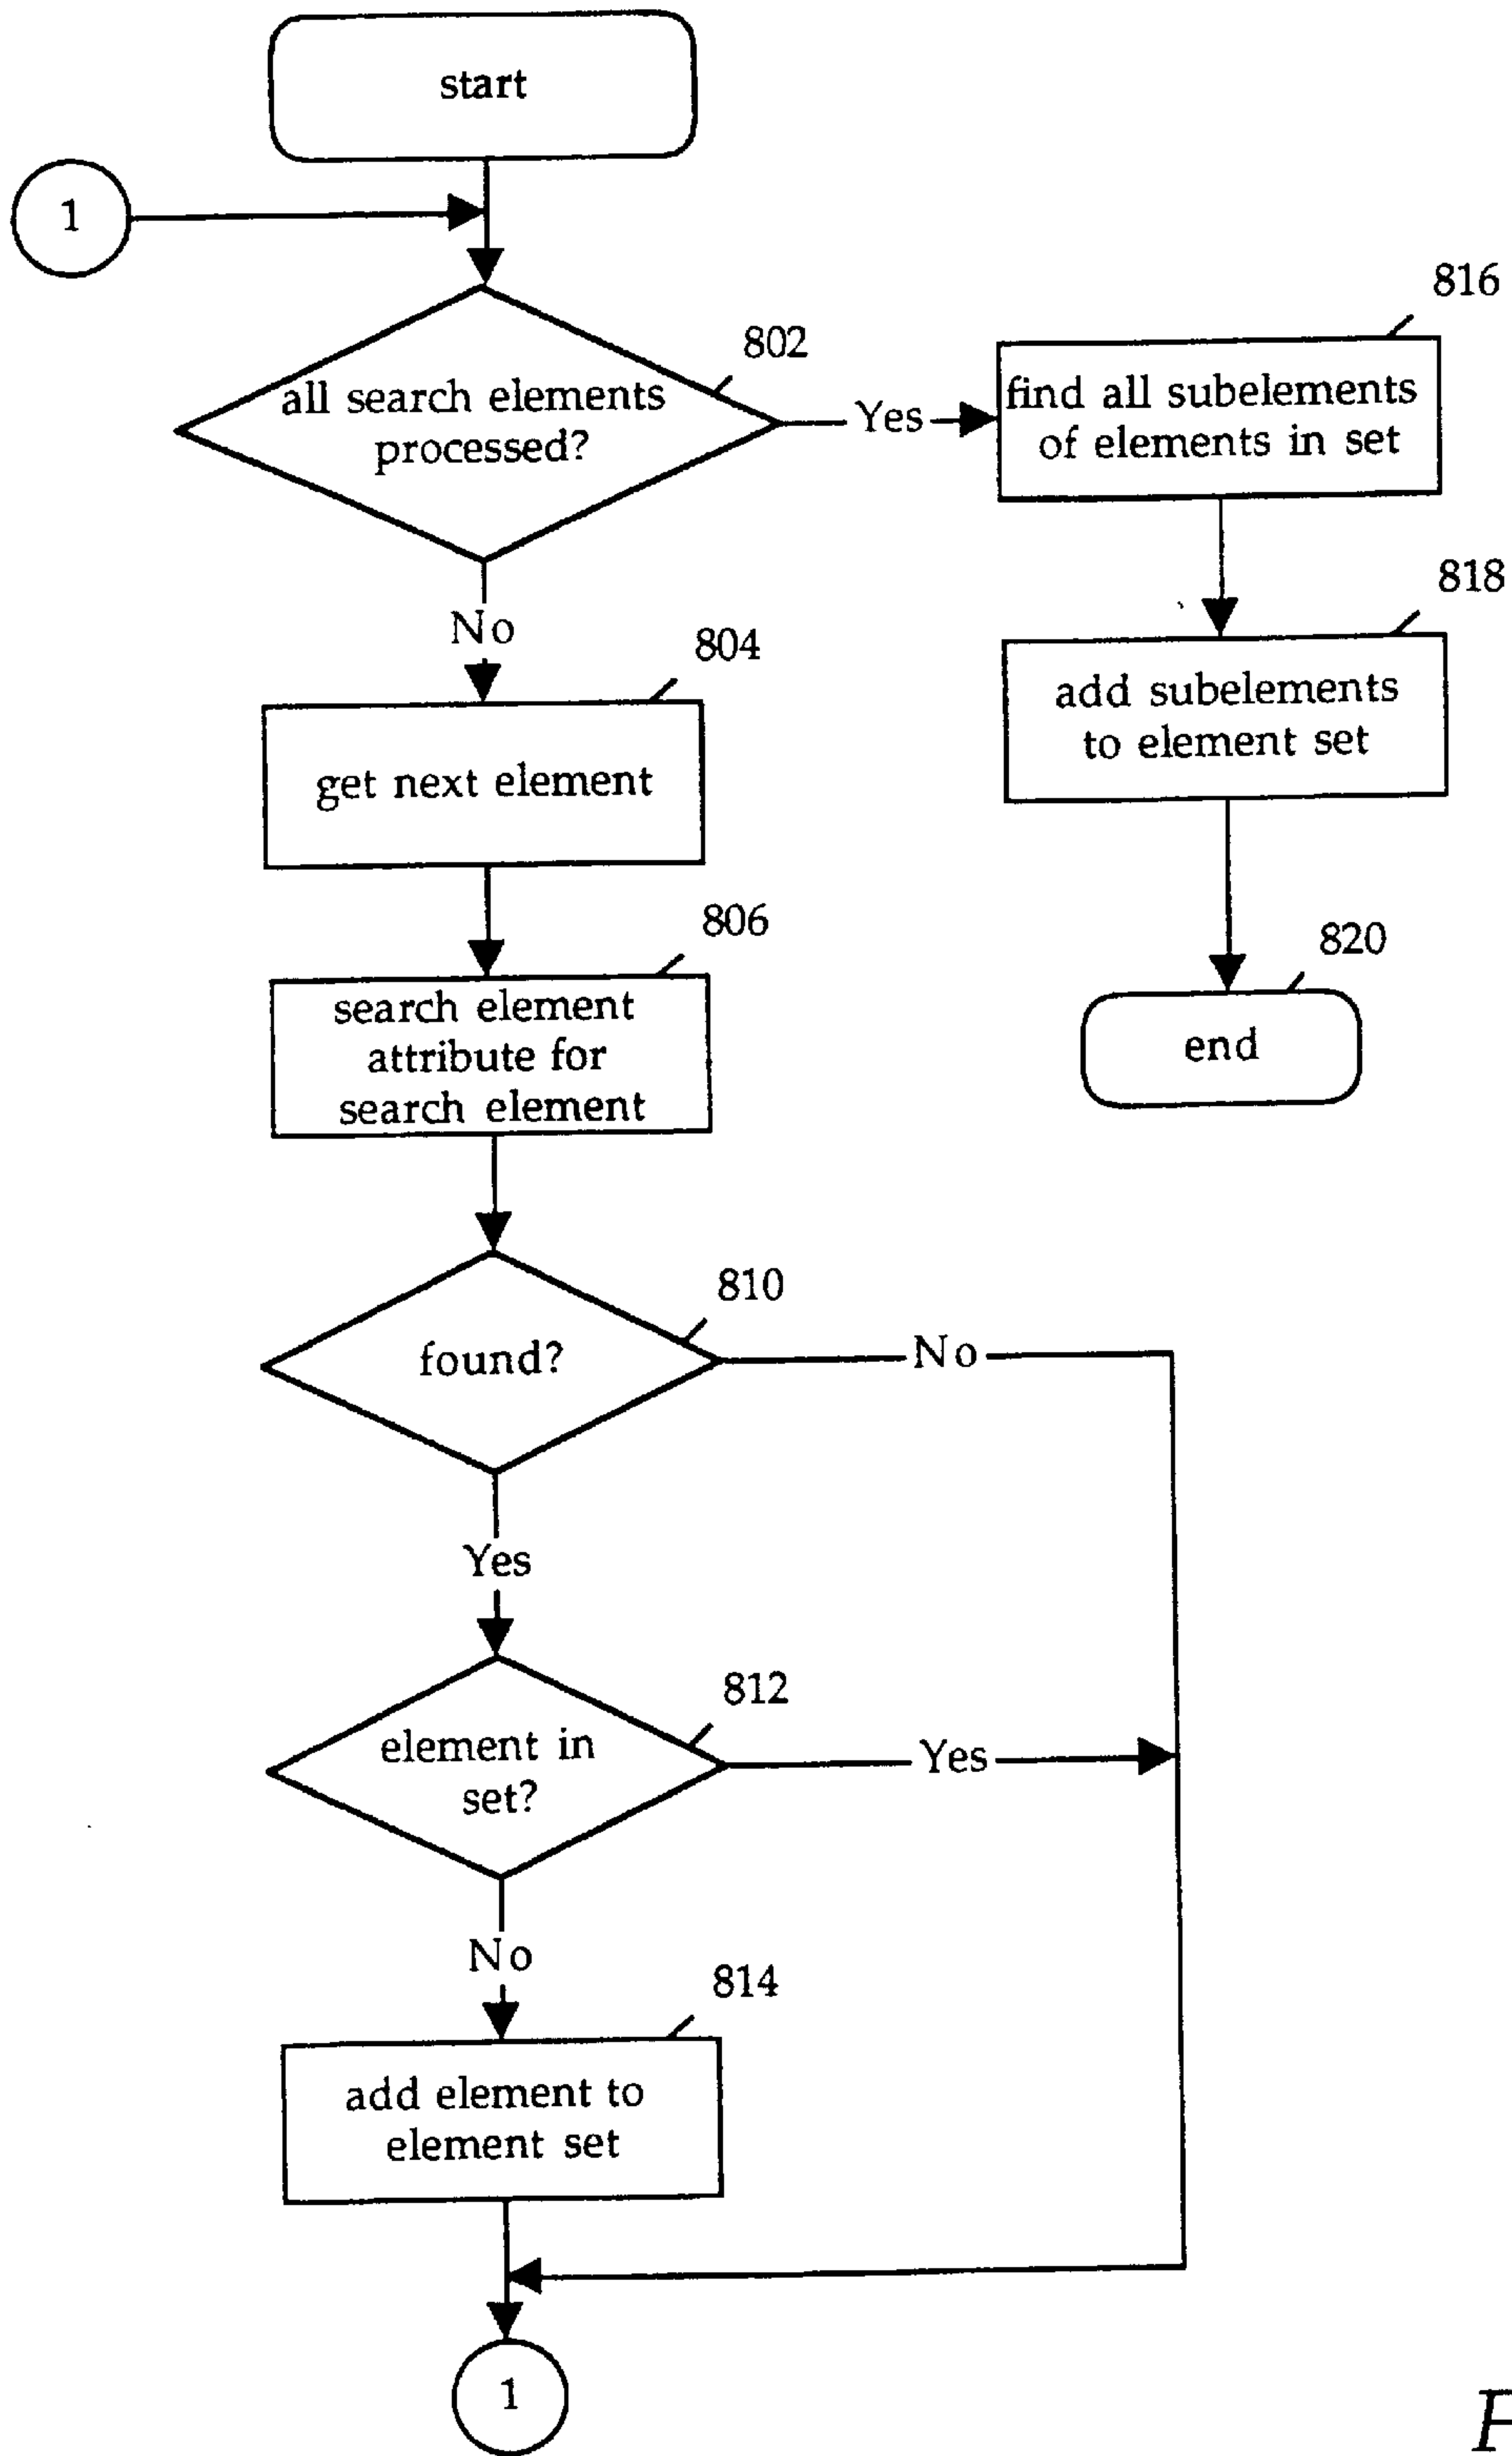 start
1
802
all search elements
processed?
Yes
816
find all subelements
of elements in set
818
add subelements
to element set
820
end
No
804
get next element
806
search element
attribute for
search element
810
found?
No
Yes
812
element in
set?
Yes
No
814
add element to
element set
1